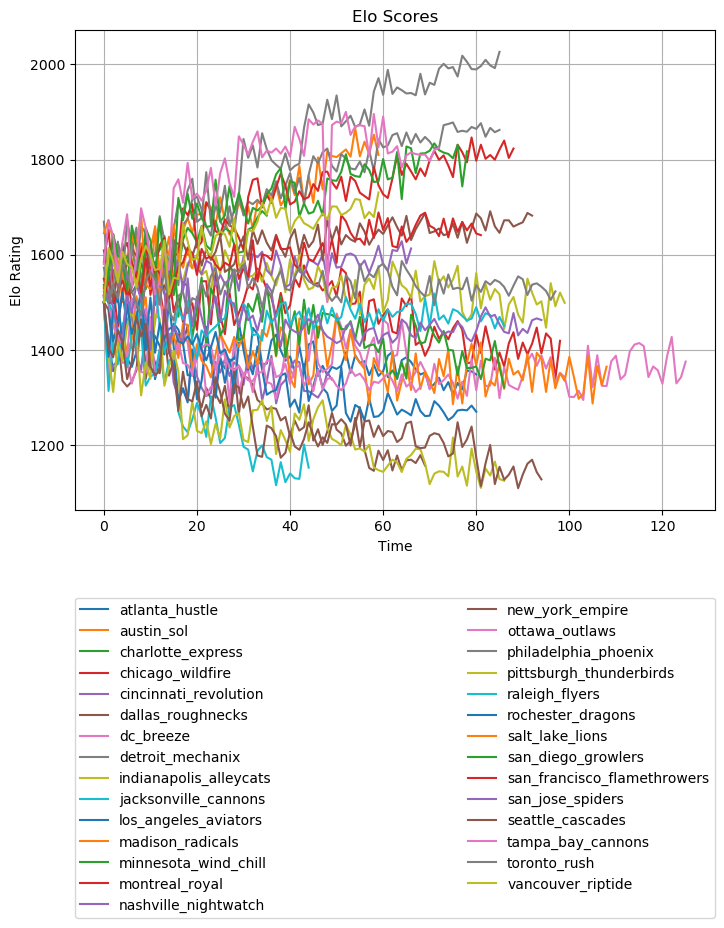 Elo Scores
2000
1800
1600
1400
1200
Elo Rating
0 20 40 60 80 100 120
Time
atlanta_hustle
austin_sol
charlotte_express
chicago_wildfire
cincinnati_revolution
dallas_roughnecks
dc_breeze
detroit_mechanix
indianapolis_alleycats
jacksonville_cannons
los_angeles_aviators
madison_radicals
minnesota_wind_chill
montreal_royal
nashville_nightwatch
new_york_empire
ottawa_outlaws
philadelphia_phoenix
pittsburgh_thunderbirds
raleigh_flyers
rochester_dragons
salt_lake_lions
san_diego_growlers
san_francisco_flamethrowers
san_jose_spiders
seattle_cascades
tampa_bay_cannons
toronto_rush
vancouver_riptide